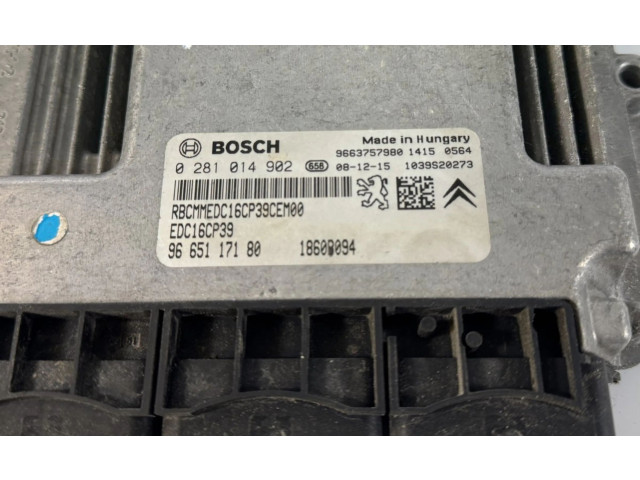 BOSCH
Made in Hungary
0 281 014 902 656
9663757980 1415 0564
08-12-15 1039S20273
RBCMMEDC16CP39CEM00
EDC16CP39
96 651 171 80 1860B094